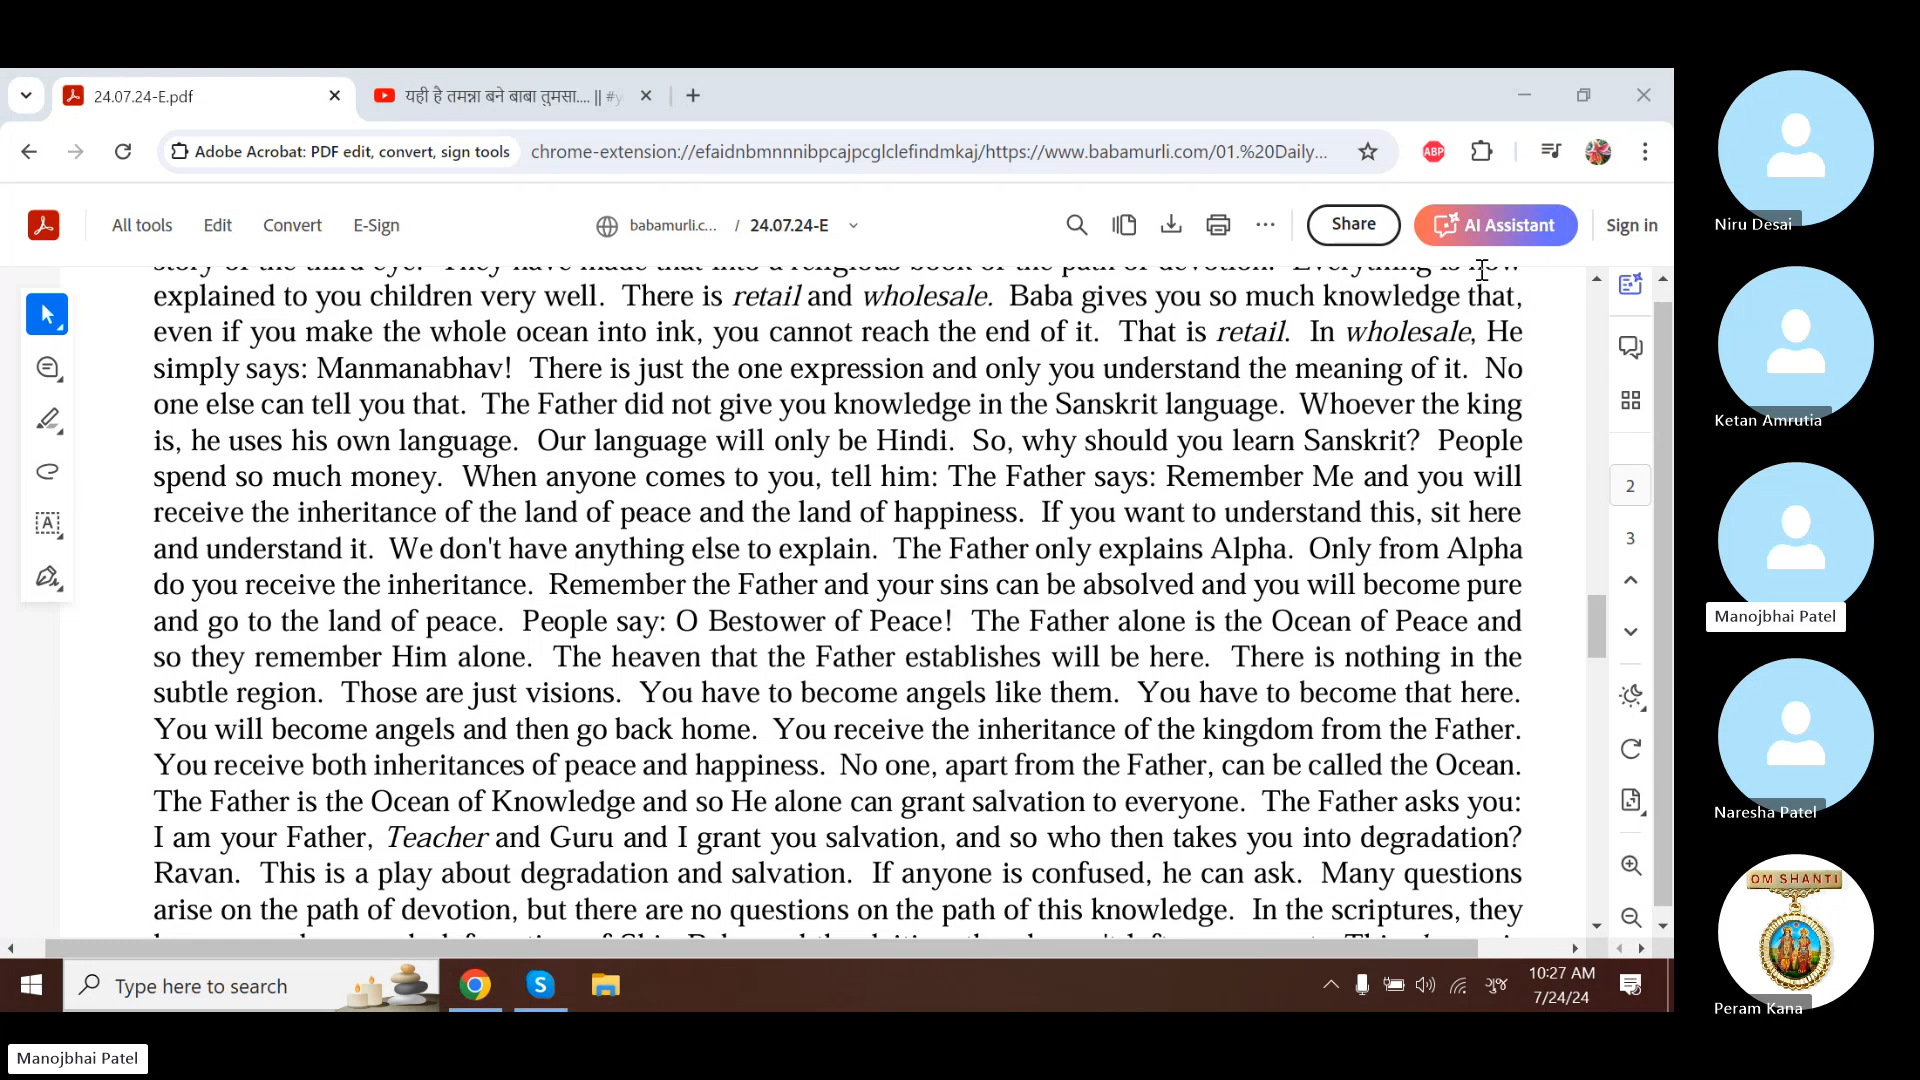 24.07.24-E.pdf
यही है तमन्ना बने बाबा तुमसा.... || #y
Adobe Acrobat: PDF edit, convert, sign tools
chrome-extension://efaidnbmnnnibpcajpcglclefindmkaj/https://www.babamurli.com/01.%20Daily...
ABP
All tools
Edit
Convert
E-Sign
babamurli.c... / 24.07.24-E
Share
AI Assistant
Sign in
story of the third eye. They have made that into a religious book of the path of devotion. Everything is now
explained to you children very well. There is retail and wholesale. Baba gives you so much knowledge that,
even if you make the whole ocean into ink, you cannot reach the end of it. That is retail. In wholesale, He
simply says: Manmanabhav! There is just the one expression and only you understand the meaning of it. No
one else can tell you that. The Father did not give you knowledge in the Sanskrit language. Whoever the king
is, he uses his own language. Our language will only be Hindi. So, why should you learn Sanskrit? People
spend so much money. When anyone comes to you, tell him: The Father says: Remember Me and you will
receive the inheritance of the land of peace and the land of happiness. If you want to understand this, sit here
and understand it. We don't have anything else to explain. The Father only explains Alpha. Only from Alpha
do you receive the inheritance. Remember the Father and your sins can be absolved and you will become pure
and go to the land of peace. People say: O Bestower of Peace! The Father alone is the Ocean of Peace and
so they remember Him alone. The heaven that the Father establishes will be here. There is nothing in the
subtle region. Those are just visions. You have to become angels like them. You have to become that here.
You will become angels and then go back home. You receive the inheritance of the kingdom from the Father.
You receive both inheritances of peace and happiness. No one, apart from the Father, can be called the Ocean.
The Father is the Ocean of Knowledge and so He alone can grant salvation to everyone. The Father asks you:
I am your Father, Teacher and Guru and I grant you salvation, and so who then takes you into degradation?
Ravan. This is a play about degradation and salvation. If anyone is confused, he can ask. Many questions
arise on the path of devotion, but there are no questions on the path of this knowledge. In the scriptures, they
2
3
Type here to search
ગુજ
10:27 AM
7/24/24
Niru Desai
Ketan Amrutia
Manojbhai Patel
Naresha Patel
OM SHANTI
Peram Kana
Manojbhai Patel